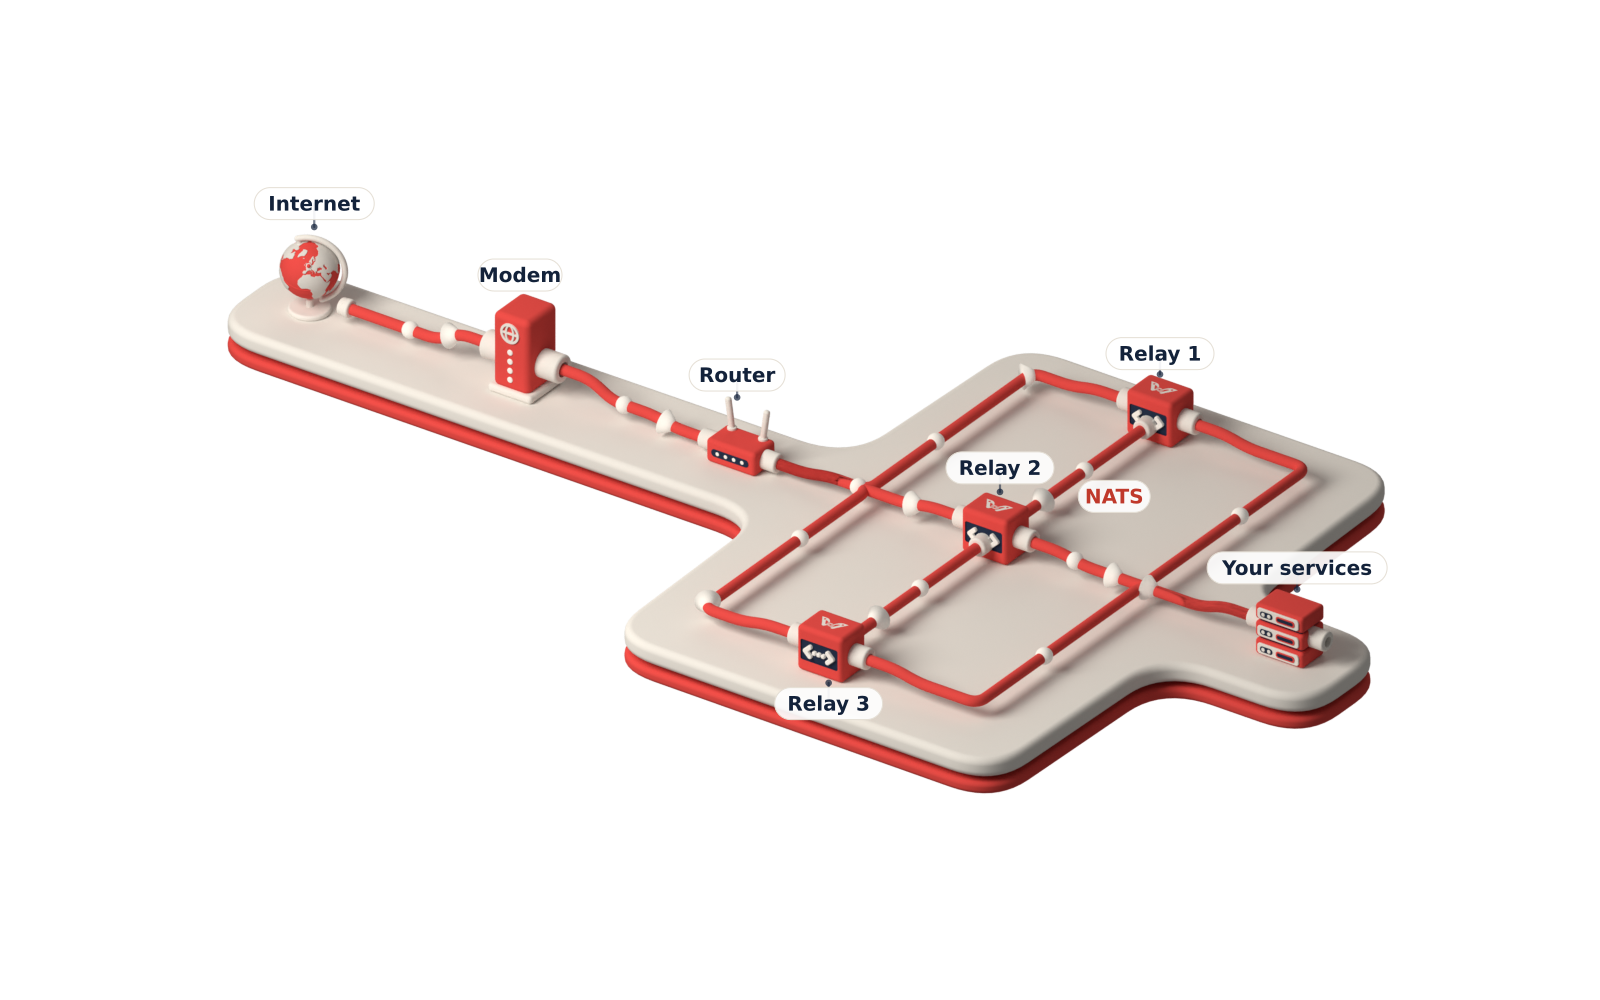 Internet
Modem
Router
Relay 1
Relay 2
NATS
Your services
Relay 3